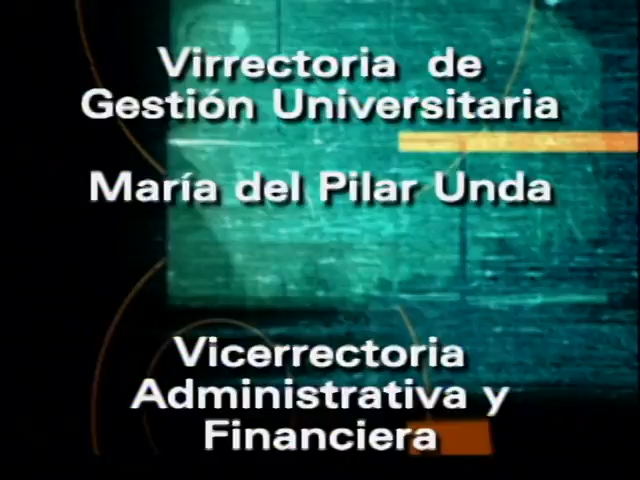 Virrectoria de
Gestión Universitaria
María del Pilar Unda
Vicerrectoria
Administrativa y
Financiera